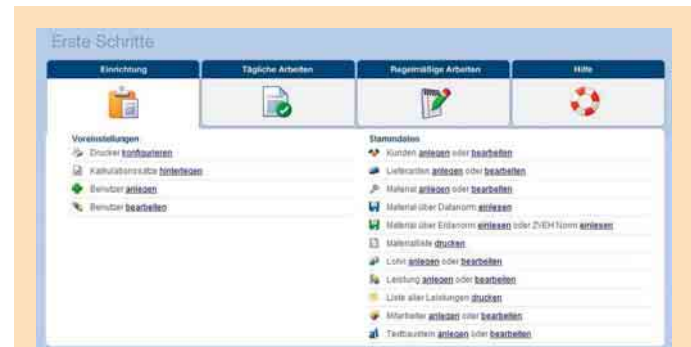 Erste Schritte
Einrichtung
Tägliche Arbeiten
Regelmäßige Arbeiten
Hilfe
Voreinstellungen
Drucker konfigurieren
Kalkulationssätze hinterlegen
Benutzer anlegen
Benutzer bearbeiten
Stammdaten
Kunden anlegen oder bearbeiten
Lieferanten anlegen oder bearbeiten
Material anlegen oder bearbeiten
Material über Datanorm einlesen
Material über Eldanorm einlesen oder ZVEH Norm einlesen
Materialliste drucken
Lohn anlegen oder bearbeiten
Leistung anlegen oder bearbeiten
Liste aller Leistungen drucken
Mitarbeiter anlegen oder bearbeiten
Textbaustein anlegen oder bearbeiten